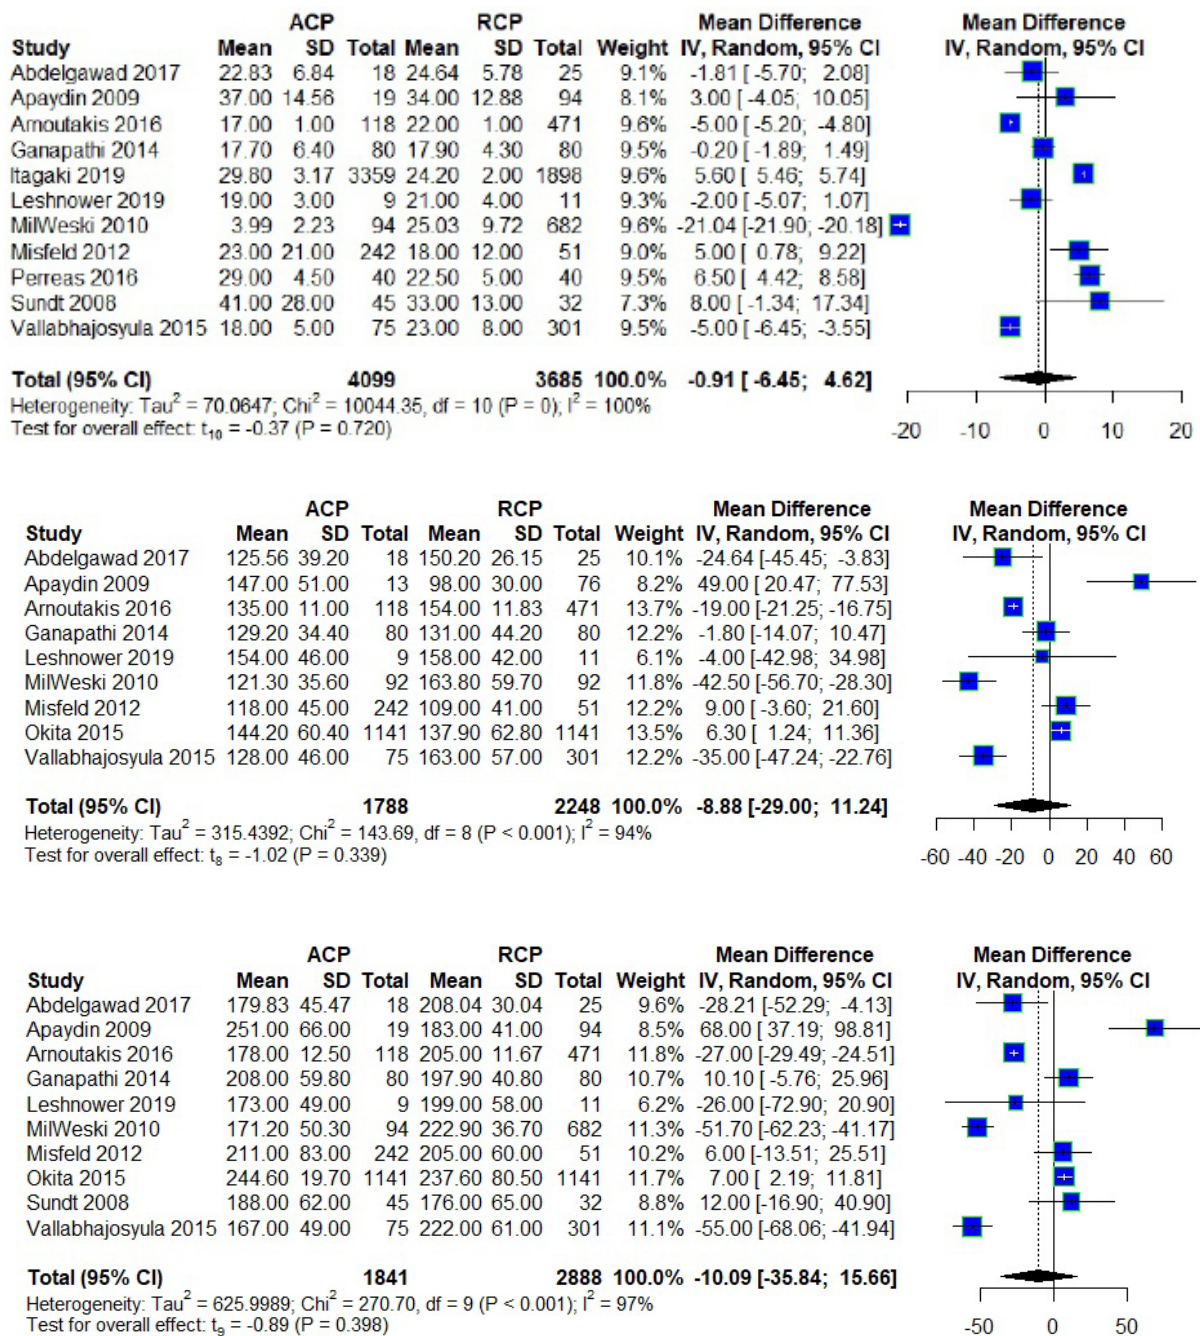 ACP RCP Mean Difference Mean Difference
Study Mean SD Total Mean SD Total Weight IV, Random, 95% CI IV, Random, 95% CI
Abdelgawad 2017 22.83 6.84 18 24.64 5.78 25 9.1% -1.81 [ -5.70; 2.08]
Apaydin 2009 37.00 14.56 19 34.00 12.88 94 8.1% 3.00 [ -4.05; 10.05]
Arnoutakis 2016 17.00 1.00 118 22.00 1.00 471 9.6% -5.00 [ -5.20; -4.80]
Ganapathi 2014 17.70 6.40 80 17.90 4.30 80 9.5% -0.20 [ -1.89; 1.49]
Itagaki 2019 29.80 3.17 3359 24.20 2.00 1898 9.6% 5.60 [ 5.46; 5.74]
Leshnower 2019 19.00 3.00 9 21.00 4.00 11 9.3% -2.00 [ -5.07; 1.07]
MilWeski 2010 3.99 2.23 94 25.03 9.72 682 9.6% -21.04 [-21.90; -20.18]
Misfeld 2012 23.00 21.00 242 18.00 12.00 51 9.0% 5.00 [ 0.78; 9.22]
Perreas 2016 29.00 4.50 40 22.50 5.00 40 9.5% 6.50 [ 4.42; 8.58]
Sundt 2008 41.00 28.00 45 33.00 13.00 32 7.3% 8.00 [ -1.34; 17.34]
Vallabhajosyula 2015 18.00 5.00 75 23.00 8.00 301 9.5% -5.00 [ -6.45; -3.55]
Total (95% CI) 4099 3685 100.0% -0.91 [ -6.45; 4.62]
Heterogeneity: Tau² = 70.0647; Chi² = 10044.35, df = 10 (P = 0); I² = 100%
Test for overall effect: t₁₀ = -0.37 (P = 0.720)
-20 -10 0 10 20
ACP RCP Mean Difference Mean Difference
Study Mean SD Total Mean SD Total Weight IV, Random, 95% CI IV, Random, 95% CI
Abdelgawad 2017 125.56 39.20 18 150.20 26.15 25 10.1% -24.64 [-45.45; -3.83]
Apaydin 2009 147.00 51.00 13 98.00 30.00 76 8.2% 49.00 [ 20.47; 77.53]
Arnoutakis 2016 135.00 11.00 118 154.00 11.83 471 13.7% -19.00 [-21.25; -16.75]
Ganapathi 2014 129.20 34.40 80 131.00 44.20 80 12.2% -1.80 [-14.07; 10.47]
Leshnower 2019 154.00 46.00 9 158.00 42.00 11 6.1% -4.00 [-42.98; 34.98]
MilWeski 2010 121.30 35.60 92 163.80 59.70 92 11.8% -42.50 [-56.70; -28.30]
Misfeld 2012 118.00 45.00 242 109.00 41.00 51 12.2% 9.00 [ -3.60; 21.60]
Okita 2015 144.20 60.40 1141 137.90 62.80 1141 13.5% 6.30 [ 1.24; 11.36]
Vallabhajosyula 2015 128.00 46.00 75 163.00 57.00 301 12.2% -35.00 [-47.24; -22.76]
Total (95% CI) 1788 2248 100.0% -8.88 [-29.00; 11.24]
Heterogeneity: Tau² = 315.4392; Chi² = 143.69, df = 8 (P < 0.001); I² = 94%
Test for overall effect: t₈ = -1.02 (P = 0.339)
-60 -40 -20 0 20 40 60
ACP RCP Mean Difference Mean Difference
Study Mean SD Total Mean SD Total Weight IV, Random, 95% CI IV, Random, 95% CI
Abdelgawad 2017 179.83 45.47 18 208.04 30.04 25 9.6% -28.21 [-52.29; -4.13]
Apaydin 2009 251.00 66.00 19 183.00 41.00 94 8.5% 68.00 [ 37.19; 98.81]
Arnoutakis 2016 178.00 12.50 118 205.00 11.67 471 11.8% -27.00 [-29.49; -24.51]
Ganapathi 2014 208.00 59.80 80 197.90 40.80 80 10.7% 10.10 [ -5.76; 25.96]
Leshnower 2019 173.00 49.00 9 199.00 58.00 11 6.2% -26.00 [-72.90; 20.90]
MilWeski 2010 171.20 50.30 94 222.90 36.70 682 11.3% -51.70 [-62.23; -41.17]
Misfeld 2012 211.00 83.00 242 205.00 60.00 51 10.2% 6.00 [-13.51; 25.51]
Okita 2015 244.60 19.70 1141 237.60 80.50 1141 11.7% 7.00 [ 2.19; 11.81]
Sundt 2008 188.00 62.00 45 176.00 65.00 32 8.8% 12.00 [-16.90; 40.90]
Vallabhajosyula 2015 167.00 49.00 75 222.00 61.00 301 11.1% -55.00 [-68.06; -41.94]
Total (95% CI) 1841 2888 100.0% -10.09 [-35.84; 15.66]
Heterogeneity: Tau² = 625.9989; Chi² = 270.70, df = 9 (P < 0.001); I² = 97%
Test for overall effect: t₉ = -0.89 (P = 0.398)
-50 0 50